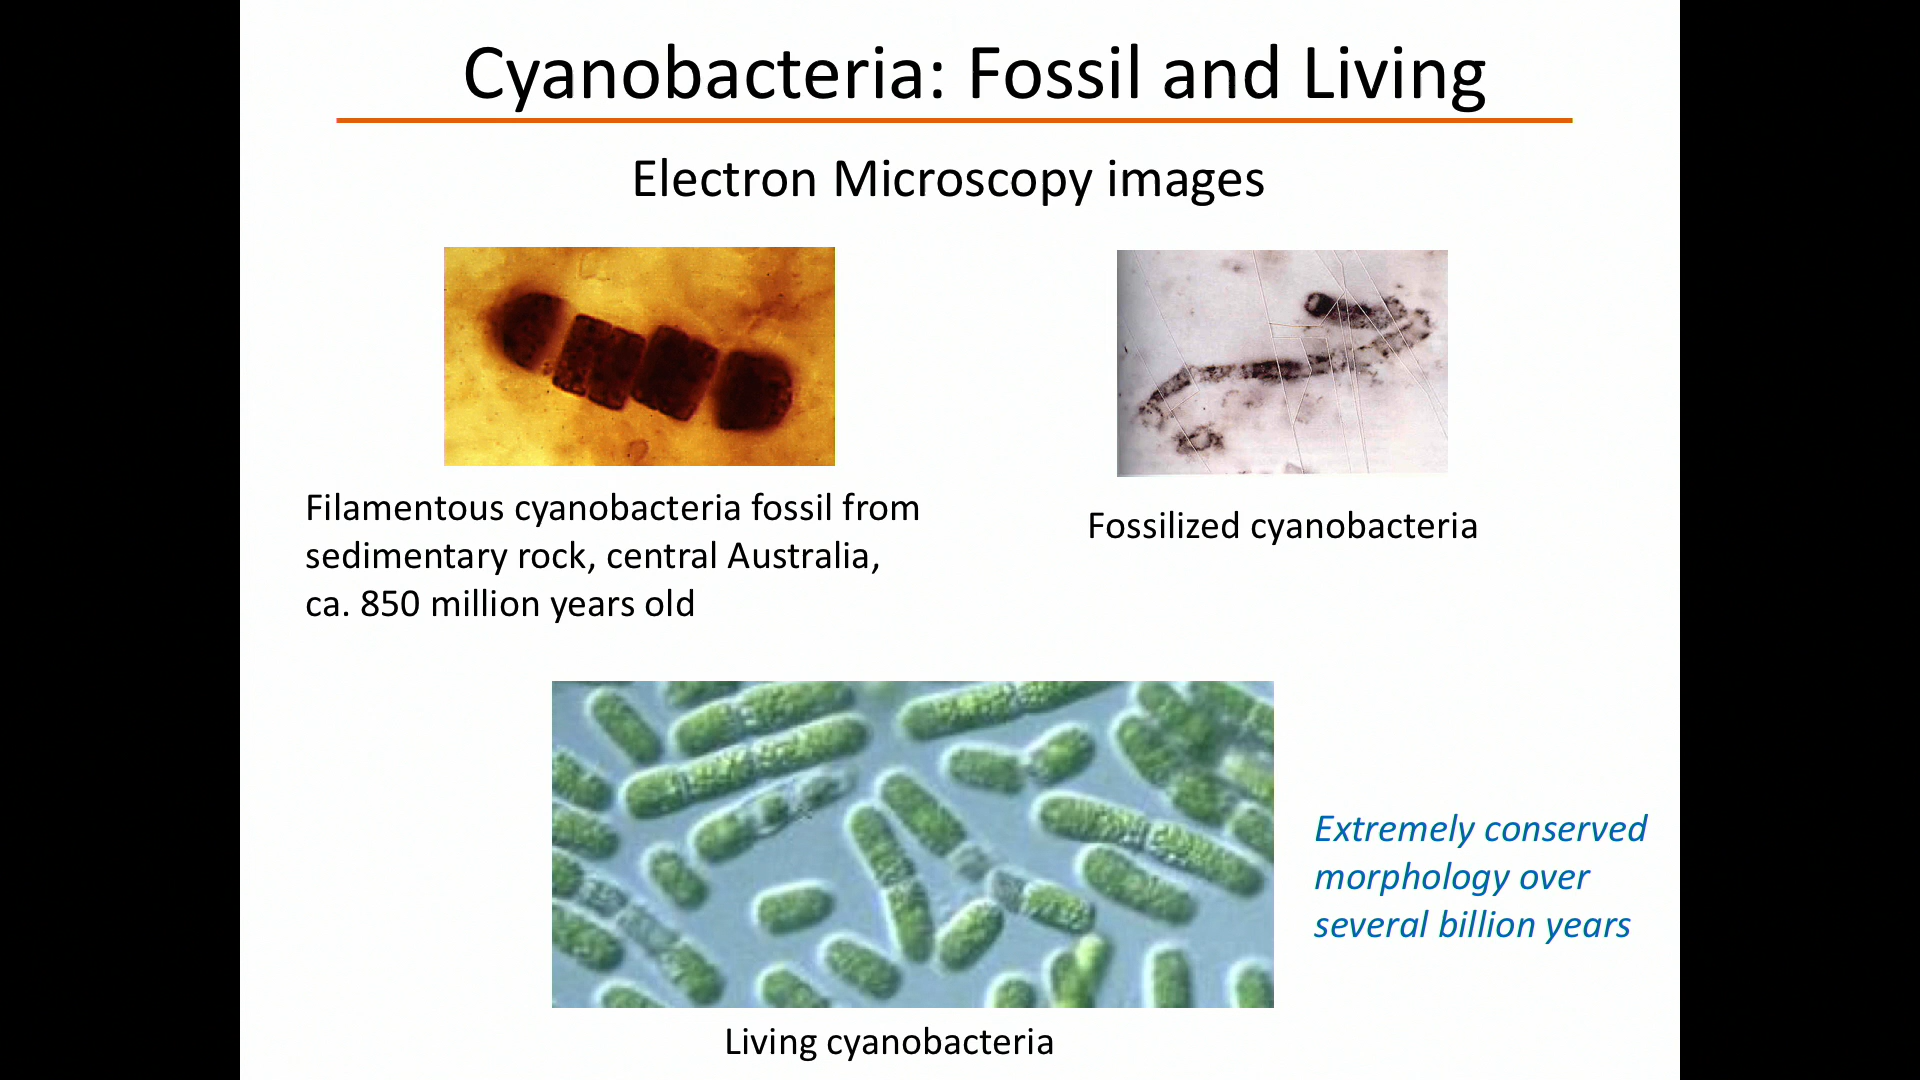 Cyanobacteria: Fossil and Living
Electron Microscopy images
Filamentous cyanobacteria fossil from
sedimentary rock, central Australia,
ca. 850 million years old
Fossilized cyanobacteria
Extremely conserved
morphology over
several billion years
Living cyanobacteria